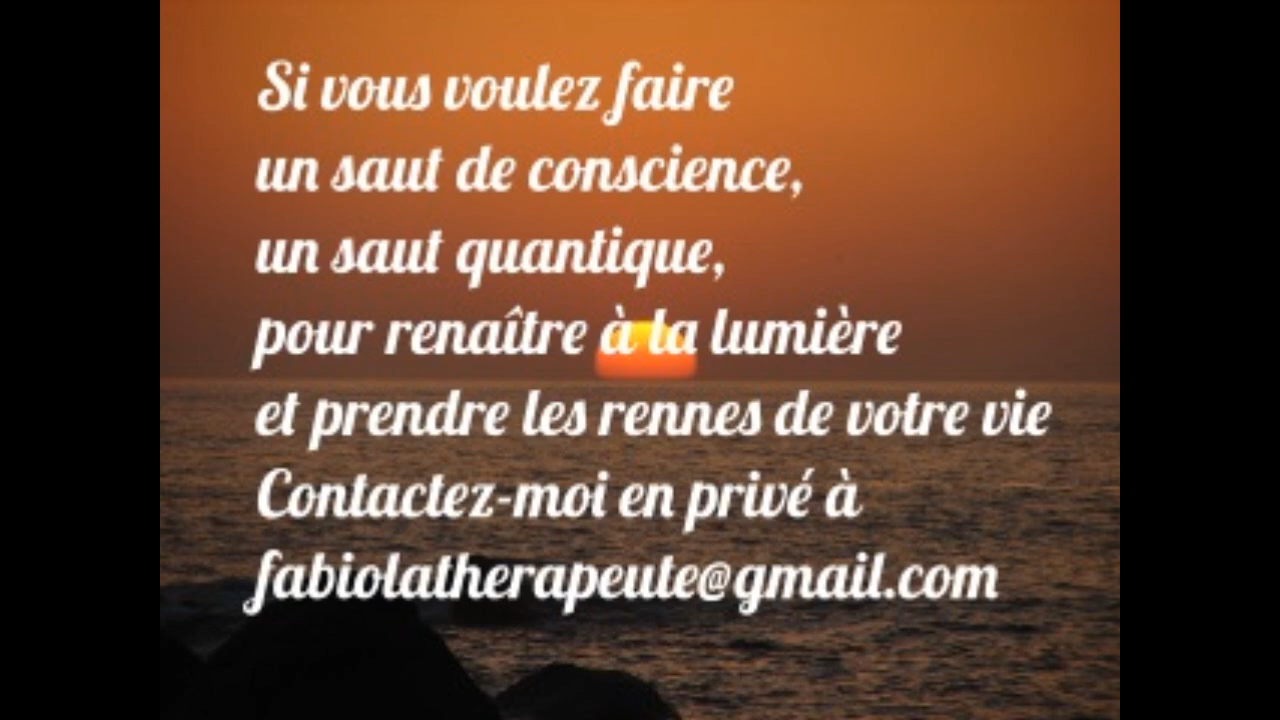 Si vous voulez faire
un saut de conscience,
un saut quantique,
pour renaître à la lumière
et prendre les rennes de votre vie
Contactez-moi en privé à
fabiolatherapeute@gmail.com